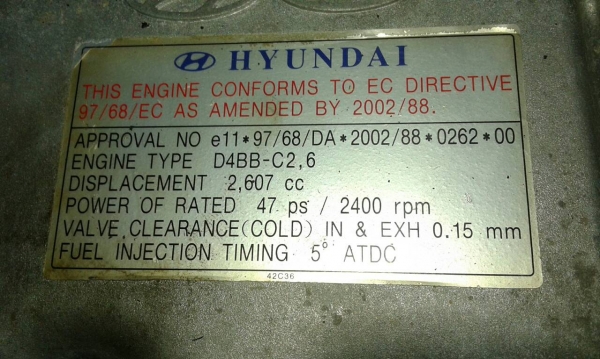 HYUNDAI
THIS ENGINE CONFORMS TO EC DIRECTIVE
97/68/EC AS AMENDED BY 2002/88.
APPROVAL NO e11*97/68/DA*2002/88*0262*00
ENGINE TYPE D4BB-C2,6
DISPLACEMENT 2,607 cc
POWER OF RATED 47 ps / 2400 rpm
VALVE CLEARANCE(COLD) IN & EXH 0.15 mm
FUEL INJECTION TIMING 5° ATDC
42C36